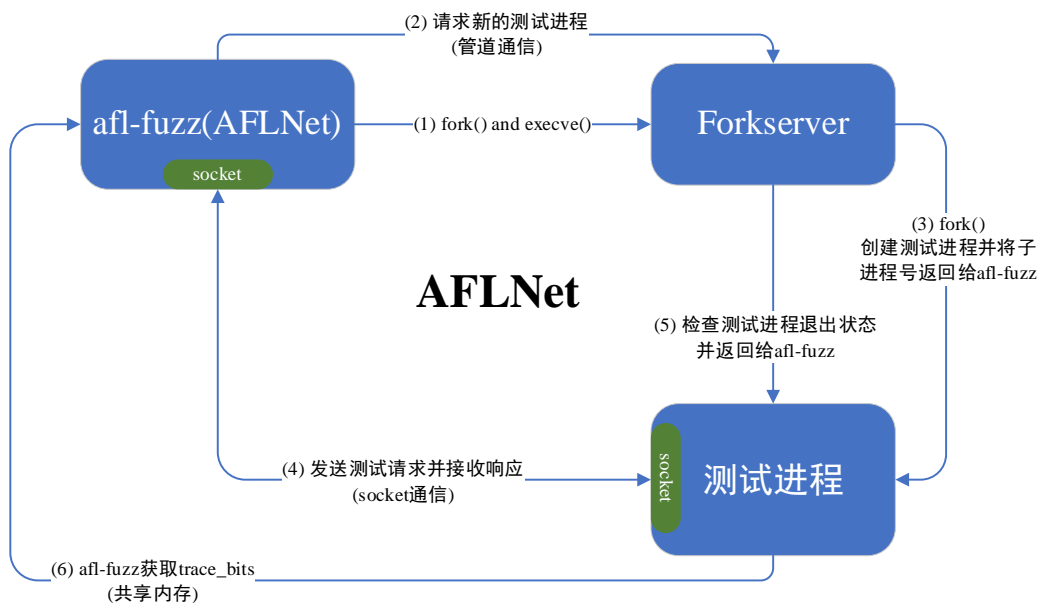 (2) 请求新的测试进程
(管道通信)
afl-fuzz(AFLNet)
(1) fork() and execve()
Forkserver
socket
(3) fork()
创建测试进程并将子
进程号返回给afl-fuzz
AFLNet
(5) 检查测试进程退出状态
并返回给afl-fuzz
(4) 发送测试请求并接收响应
(socket通信)
socket
测试进程
(6) afl-fuzz获取trace_bits
(共享内存)